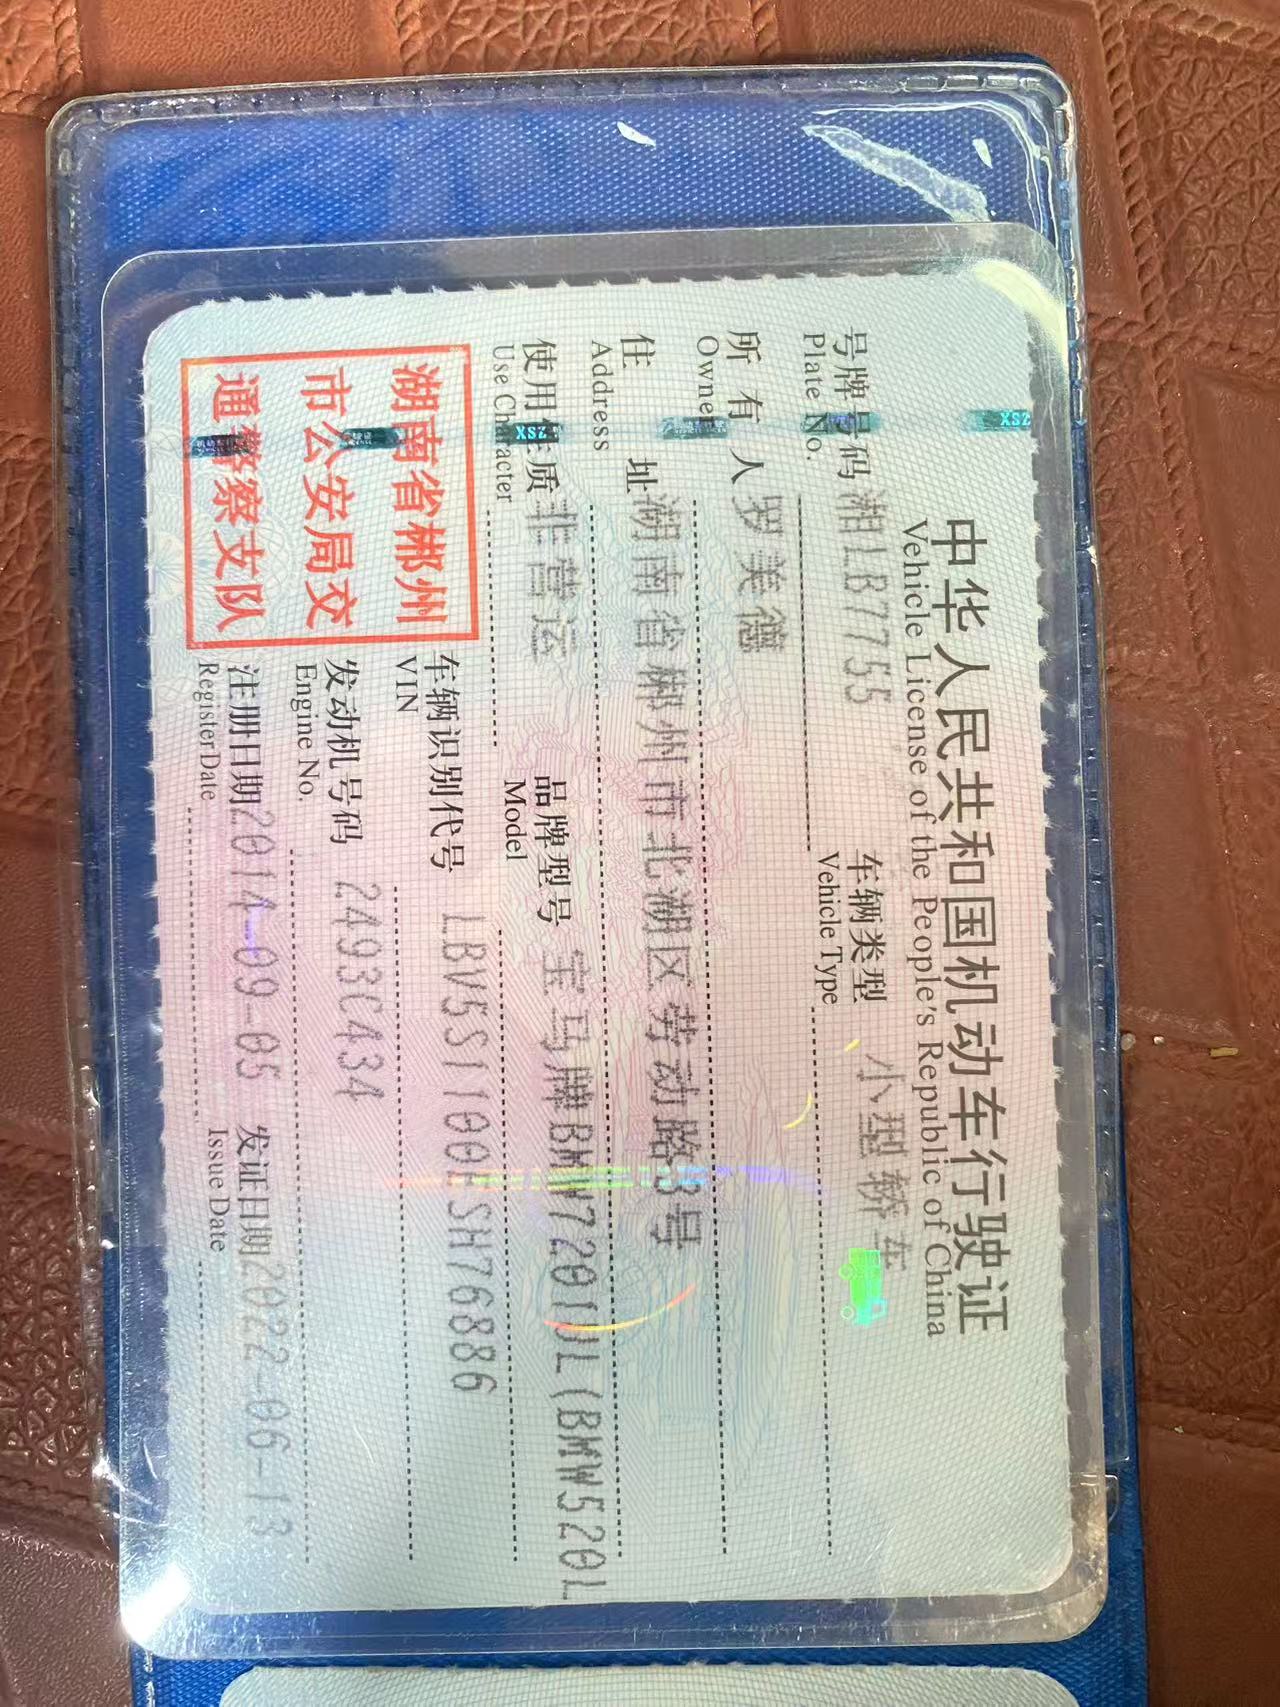 中华人民共和国机动车行驶证
Vehicle License of the People's Republic of China
号牌号码 湘LB7755 车辆类型 小型轿车
Plate No. Vehicle Type
所有人 罗美德
Owner
住址 湖南省郴州市北湖区劳动路3号
Address
使用性质 非营运 品牌型号 宝马牌BMW7201UL(BMW520L
Use Character Model
湖南省郴州
市公安局交
通警察支队
车辆识别代号 LBV5S1100ESH76886
VIN
发动机号码 2493C434
Engine No.
注册日期 2014-09-05 发证日期 2022-06-13
Register Date Issue Date
XSZ
XSZ